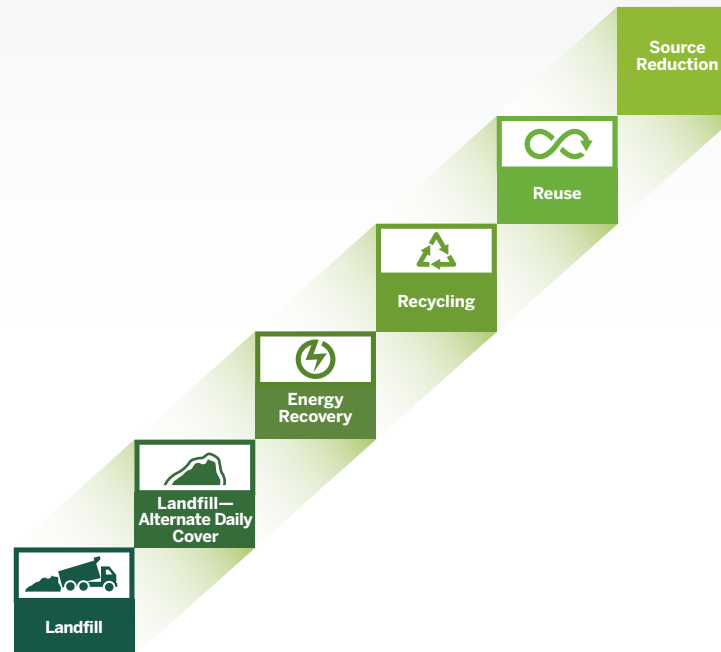 Source
Reduction
Reuse
Recycling
Energy
Recovery
Landfill—
Alternate Daily
Cover
Landfill